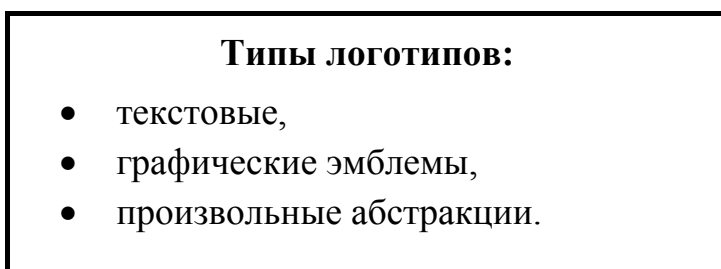 Типы логотипов:
• текстовые,
• графические эмблемы,
• произвольные абстракции.